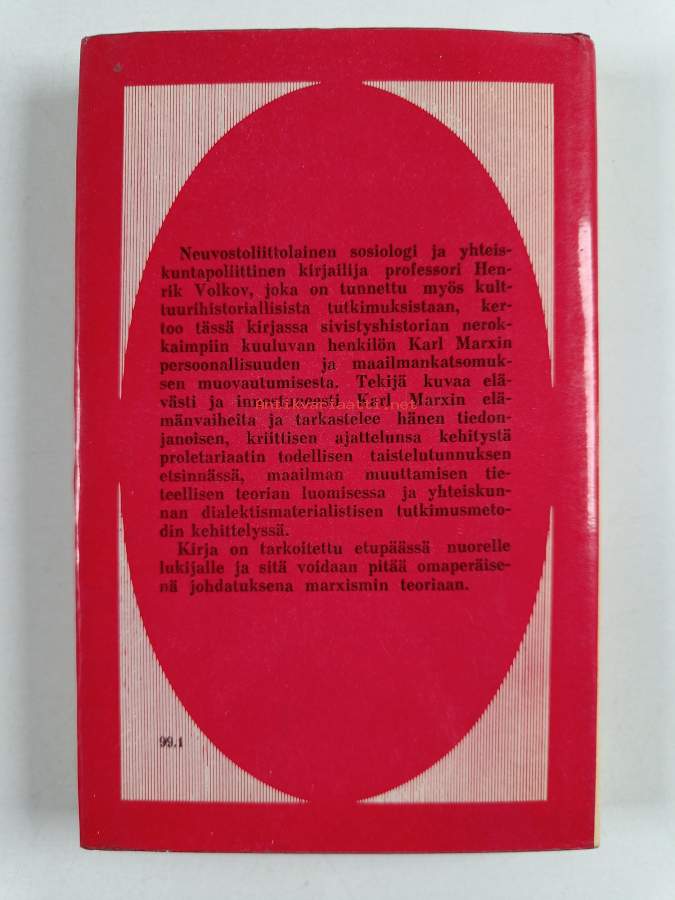 Neuvostoliittolainen sosiologi ja yhteis-
kuntapoliittinen kirjailija professori Hen-
rik Volkov, joka on tunnettu myös kult-
tuurihistoriallisista tutkimuksistaan, ker-
too tässä kirjassa sivistyshistorian nerok-
kaimpiin kuuluvan henkilön Karl Marxin
persoonallisuuden ja maailmankatsomuk-
sen muovautumisesta. Tekijä kuvaa elä-
västi ja innostavasti Karl Marxin elä-
antikvariaatti.net
mänvaiheita ja tarkastelee hänen tiedon-
janoisen, kriittisen ajattelunsa kehitystä
proletariaatin todellisen taistelutunnuksen
etsinnässä, maailman muuttamisen tie-
teellisen teorian luomisessa ja yhteiskun-
nan dialektismaterialistisen tutkimusmeto-
din kehittelyssä.
Kirja on tarkoitettu etupäässä nuorelle
lukijalle ja sitä voidaan pitää omaperäise-
nä johdatuksena marxismin teoriaan.
99.1